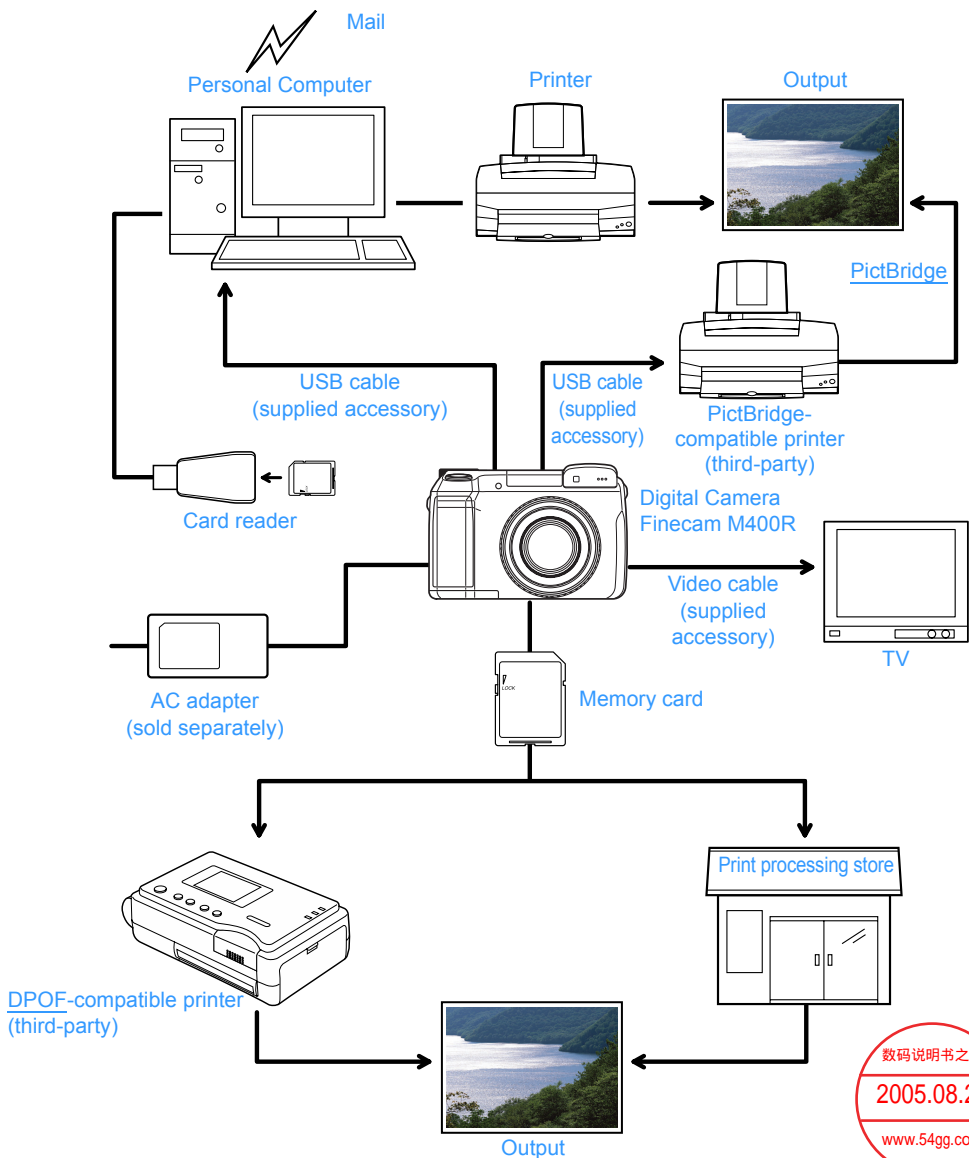 Mail
Personal Computer
Printer
Output
PictBridge
USB cable
(supplied accessory)
USB cable
(supplied
accessory)
PictBridge-
compatible printer
(third-party)
Card reader
Digital Camera
Finecam M400R
Video cable
(supplied
accessory)
TV
AC adapter
(sold separately)
LOCK
Memory card
Print processing store
DPOF-compatible printer
(third-party)
Output
数码说明书之
2005.08.2
www.54gg.co